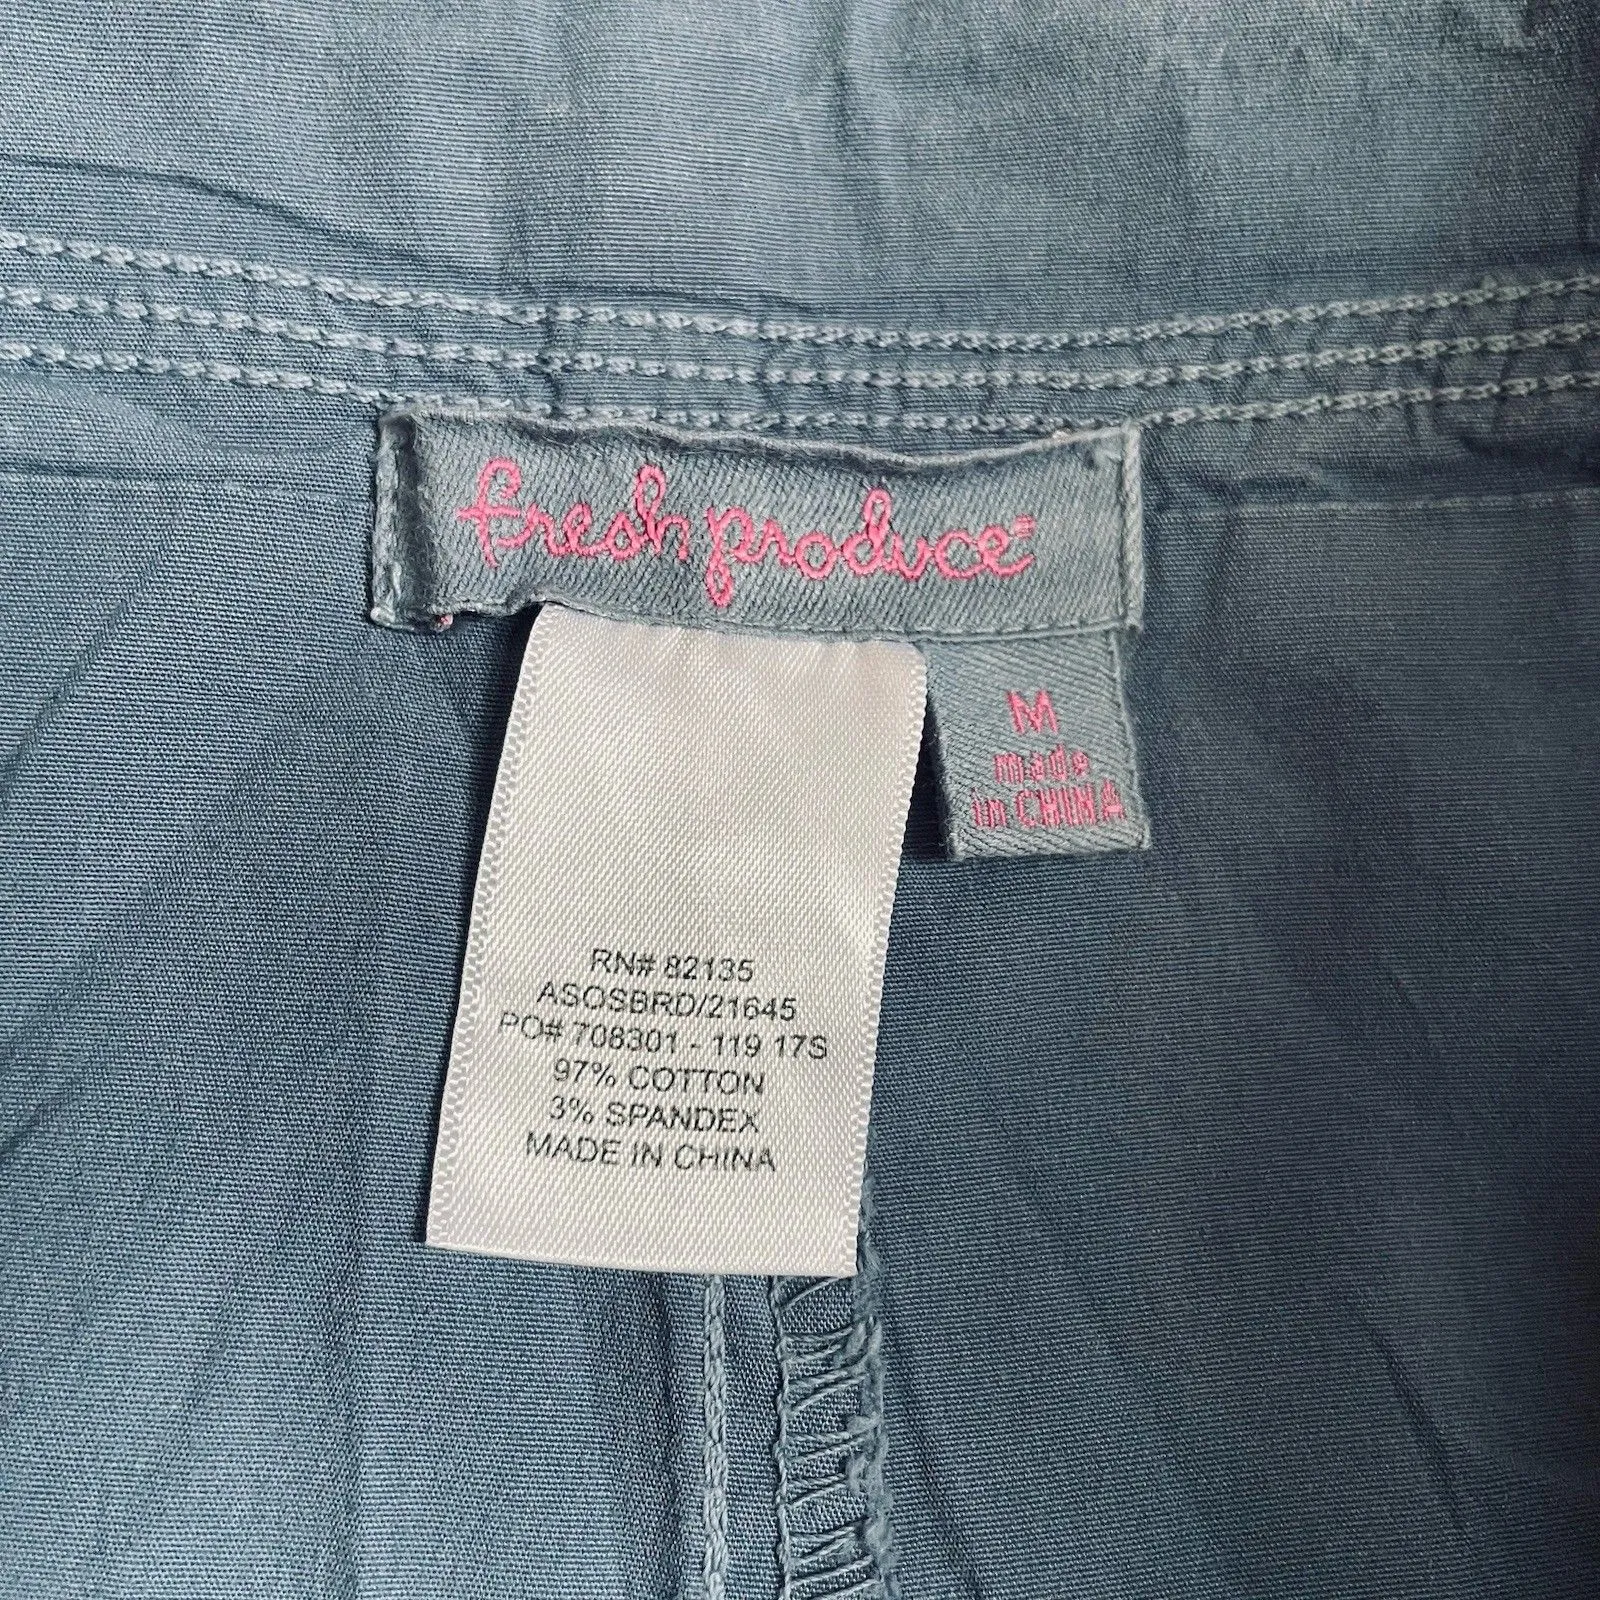 fresh produce®
M
made
in CHINA
RN# 82135
ASOSBRD/21645
PO# 708301 - 119 17S
97% COTTON
3% SPANDEX
MADE IN CHINA